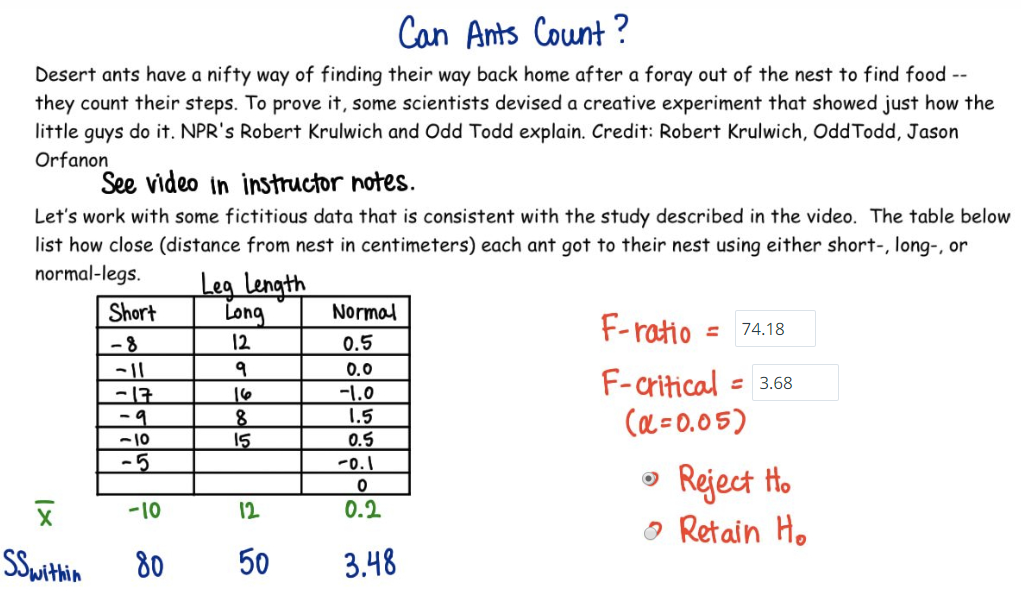 Can Ants Count?
Desert ants have a nifty way of finding their way back home after a foray out of the nest to find food --
they count their steps. To prove it, some scientists devised a creative experiment that showed just how the
little guys do it. NPR's Robert Krulwich and Odd Todd explain. Credit: Robert Krulwich, OddTodd, Jason
Orfanon
See video in instructor notes.
Let's work with some fictitious data that is consistent with the study described in the video. The table below
list how close (distance from nest in centimeters) each ant got to their nest using either short-, long-, or
normal-legs.
Leg Length
Short Long Normal
-8 12 0.5
-11 9 0.0
-17 16 -1.0
-9 8 1.5
-10 15 0.5
-5 -0.1
0
x̄ -10 12 0.2
SSwithin 80 50 3.48
F-ratio = 74.18
F-critical = 3.68
(α=0.05)
Reject H₀
Retain H₀